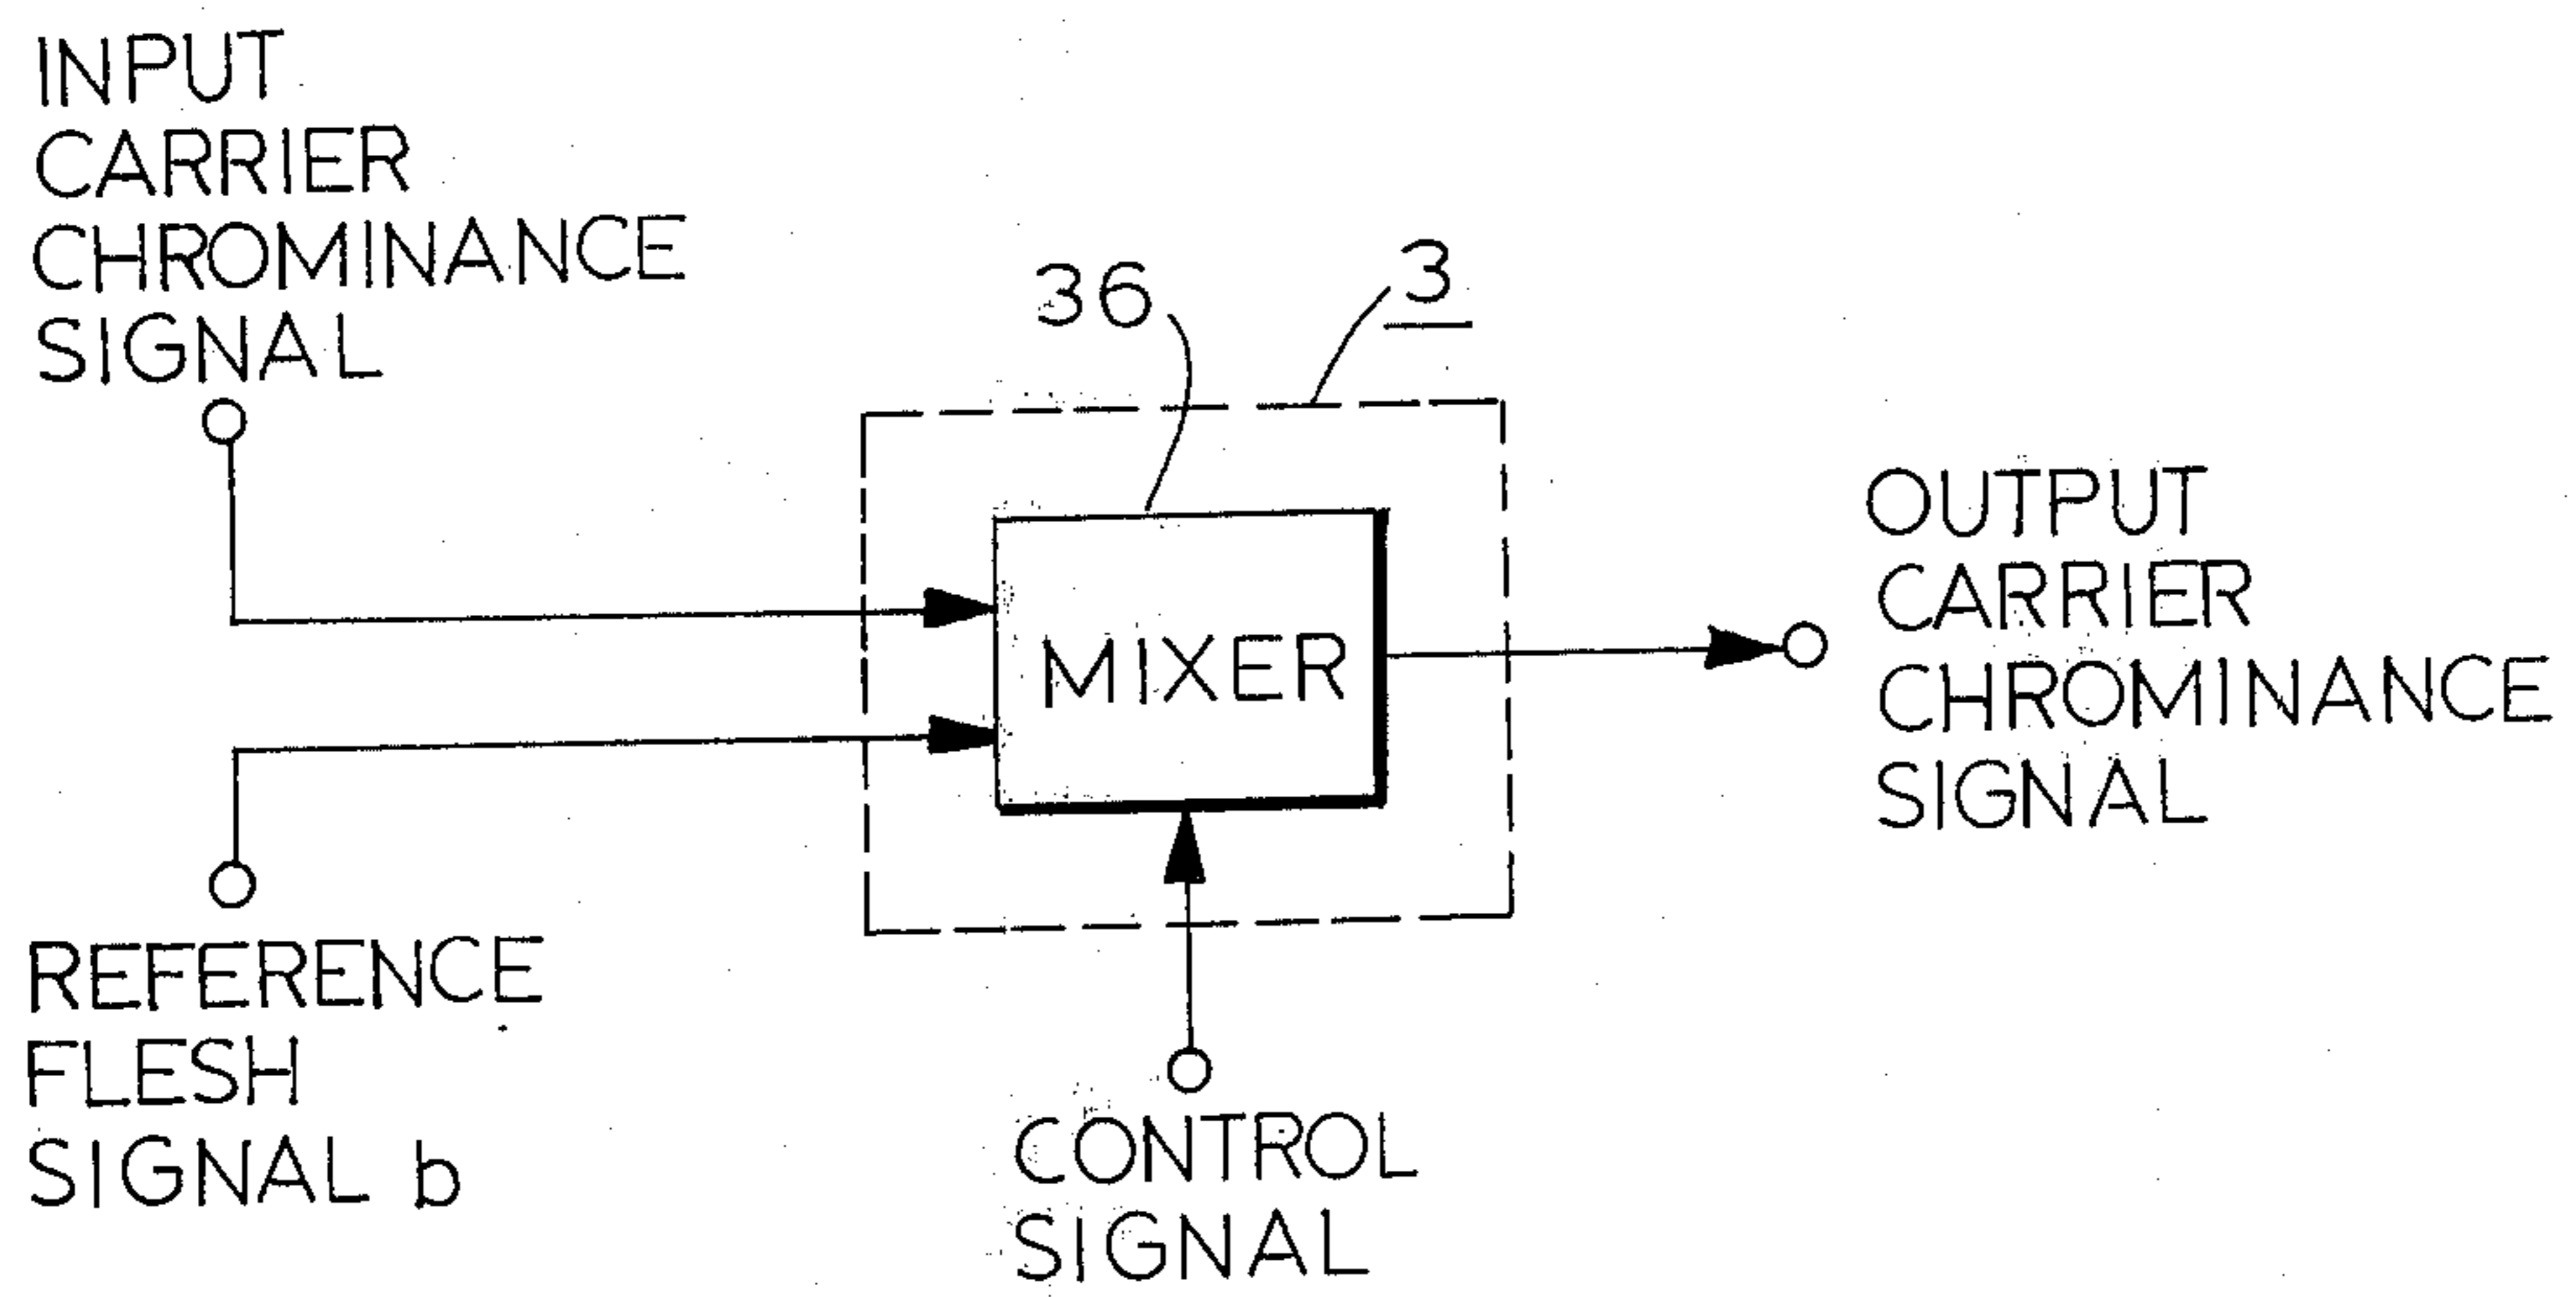 INPUT
CARRIER
CHROMINANCE
SIGNAL
36
3
MIXER
OUTPUT
CARRIER
CHROMINANCE
SIGNAL
REFERENCE
FLESH
SIGNAL b
CONTROL
SIGNAL